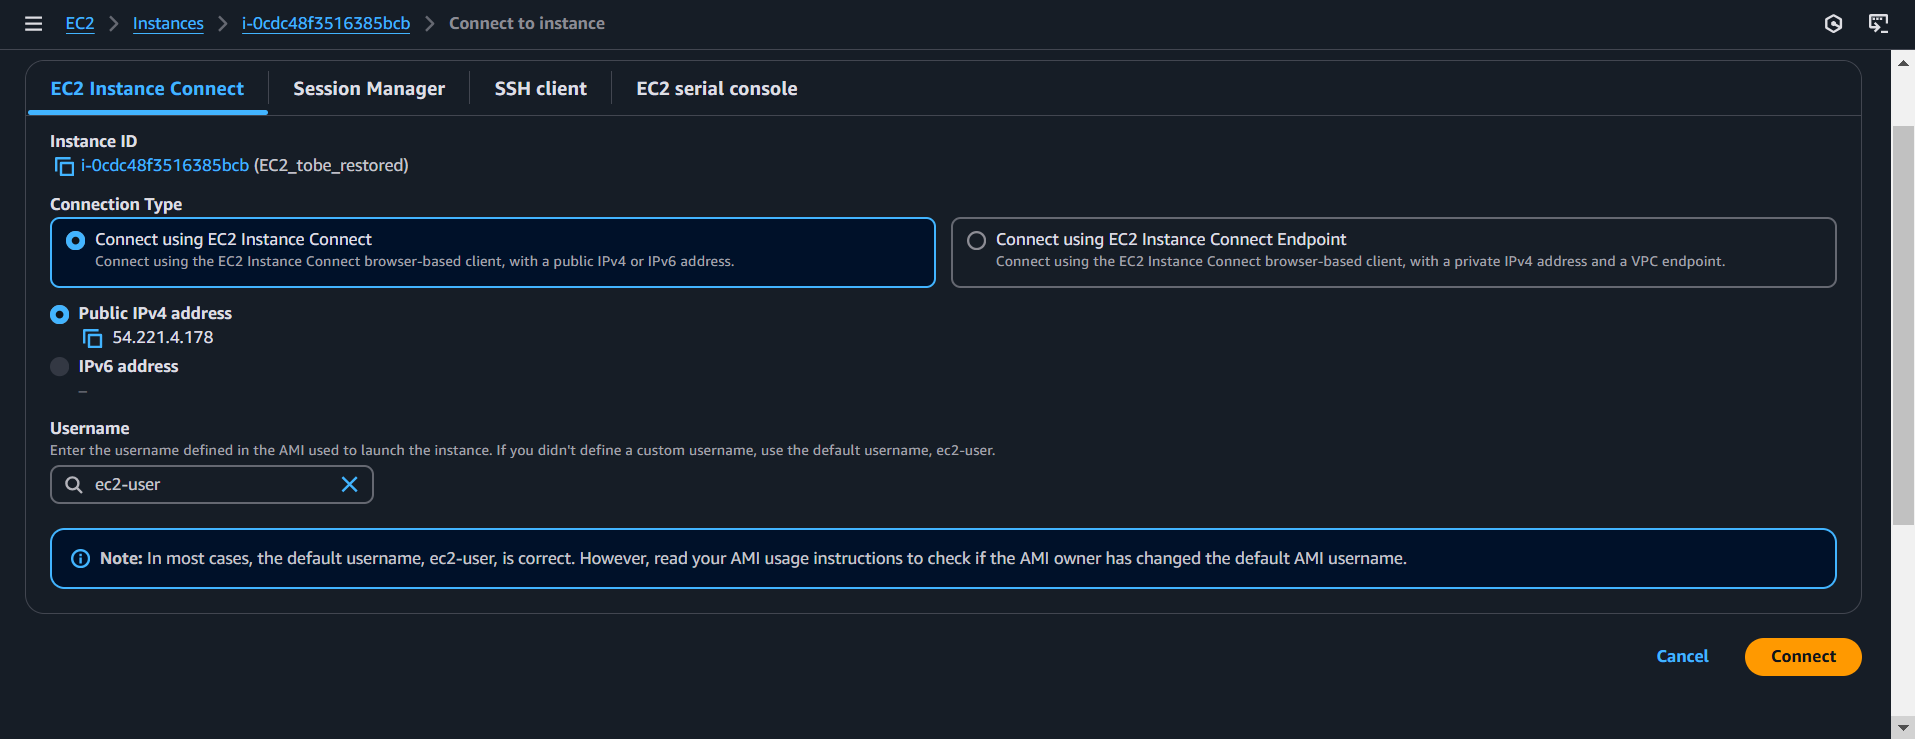 EC2 > Instances > i-0cdc48f3516385bcb > Connect to instance
EC2 Instance Connect Session Manager SSH client EC2 serial console
Instance ID
i-0cdc48f3516385bcb (EC2_tobe_restored)
Connection Type
Connect using EC2 Instance Connect
Connect using the EC2 Instance Connect browser-based client, with a public IPv4 or IPv6 address.
Connect using EC2 Instance Connect Endpoint
Connect using the EC2 Instance Connect browser-based client, with a private IPv4 address and a VPC endpoint.
Public IPv4 address
54.221.4.178
IPv6 address
–
Username
Enter the username defined in the AMI used to launch the instance. If you didn't define a custom username, use the default username, ec2-user.
ec2-user
Note: In most cases, the default username, ec2-user, is correct. However, read your AMI usage instructions to check if the AMI owner has changed the default AMI username.
Cancel Connect